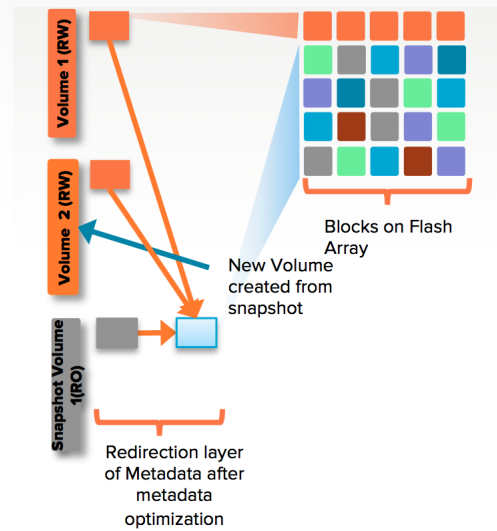 Volume 1 (RW)
Volume 2 (RW)
Snapshot Volume
1(RO)
Blocks on Flash
Array
New Volume
created from
snapshot
Redirection layer
of Metadata after
metadata
optimization